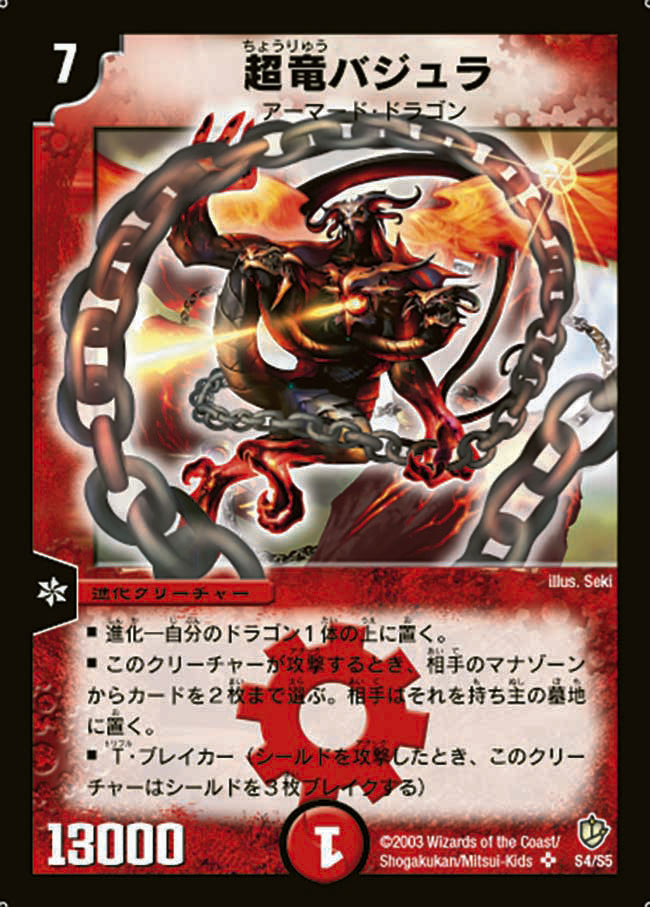 7
ちょうりゅう
超竜バジュラ
アーマード・ドラゴン
illus. Seki
進化クリーチャー
■ 進化―自分のドラゴン1体の上に置く。
■ このクリーチャーが攻撃するとき、相手のマナゾーン
からカードを2枚まで選ぶ。相手はそれを持ち主の墓地
に置く。
■ T・ブレイカー（シールドを攻撃したとき、このクリー
チャーはシールドを3枚ブレイクする）
13000
1
©2003 Wizards of the Coast/
Shogakukan/Mitsui-Kids
S4/S5